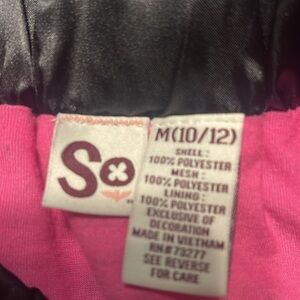 So
M(10/12)
SHELL:
100% POLYESTER
MESH:
100% POLYESTER
LINING:
100% POLYESTER
EXCLUSIVE OF
DECORATION
MADE IN VIETNAM
RN#73277
SEE REVERSE
FOR CARE